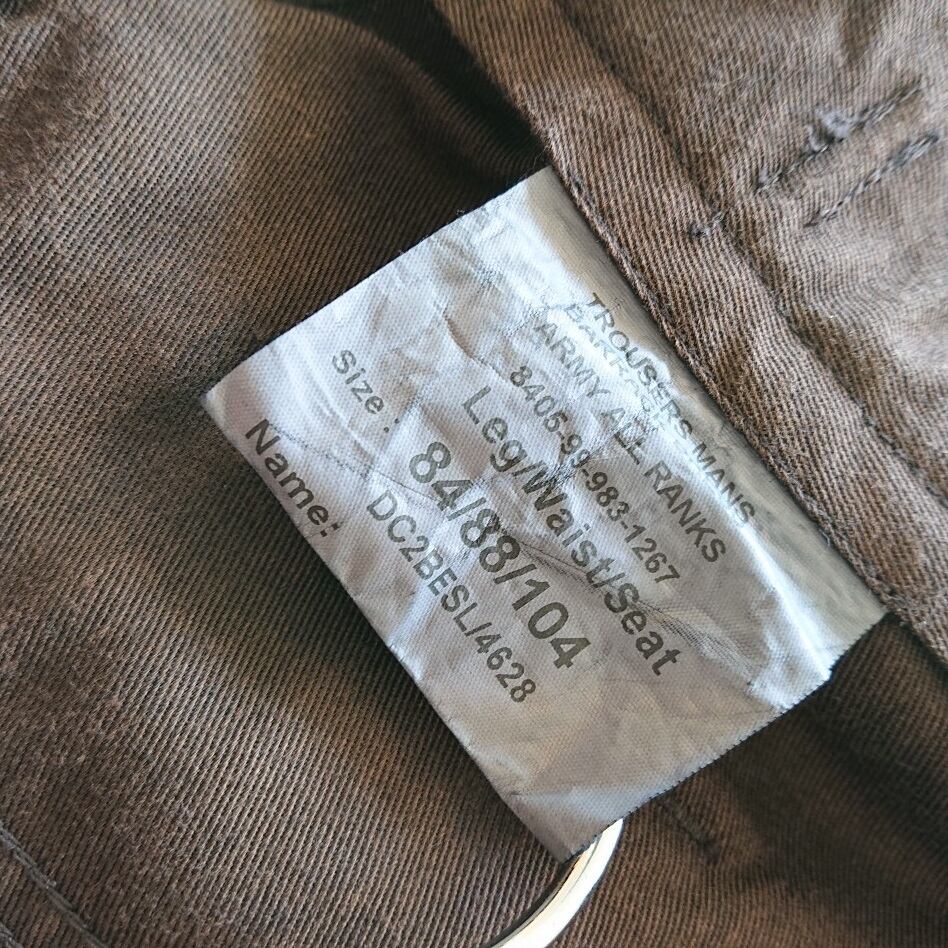 TROUSERS MANS
BARRACK
ARMY ALL RANKS
8405-99-983-1267
Leg/Waist/Seat
Size : 84/88/104
DC2BESL/4628
Name: